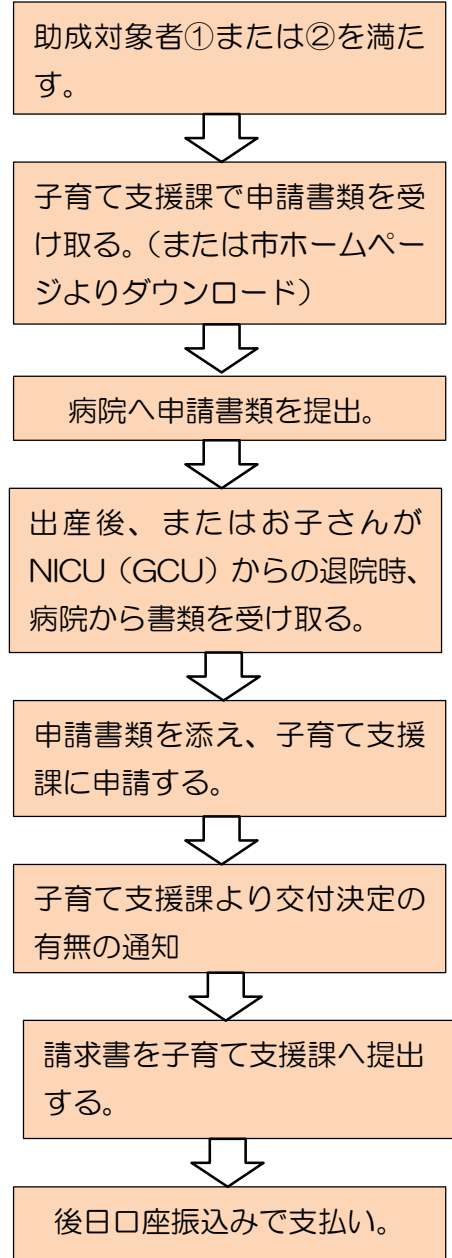 助成対象者①または②を満た
す。
子育て支援課で申請書類を受
け取る。（または市ホームペー
ジよりダウンロード）
病院へ申請書類を提出。
出産後、またはお子さんが
NICU（GCU）からの退院時、
病院から書類を受け取る。
申請書類を添え、子育て支援
課に申請する。
子育て支援課より交付決定の
有無の通知
請求書を子育て支援課へ提出
する。
後日口座振込みで支払い。